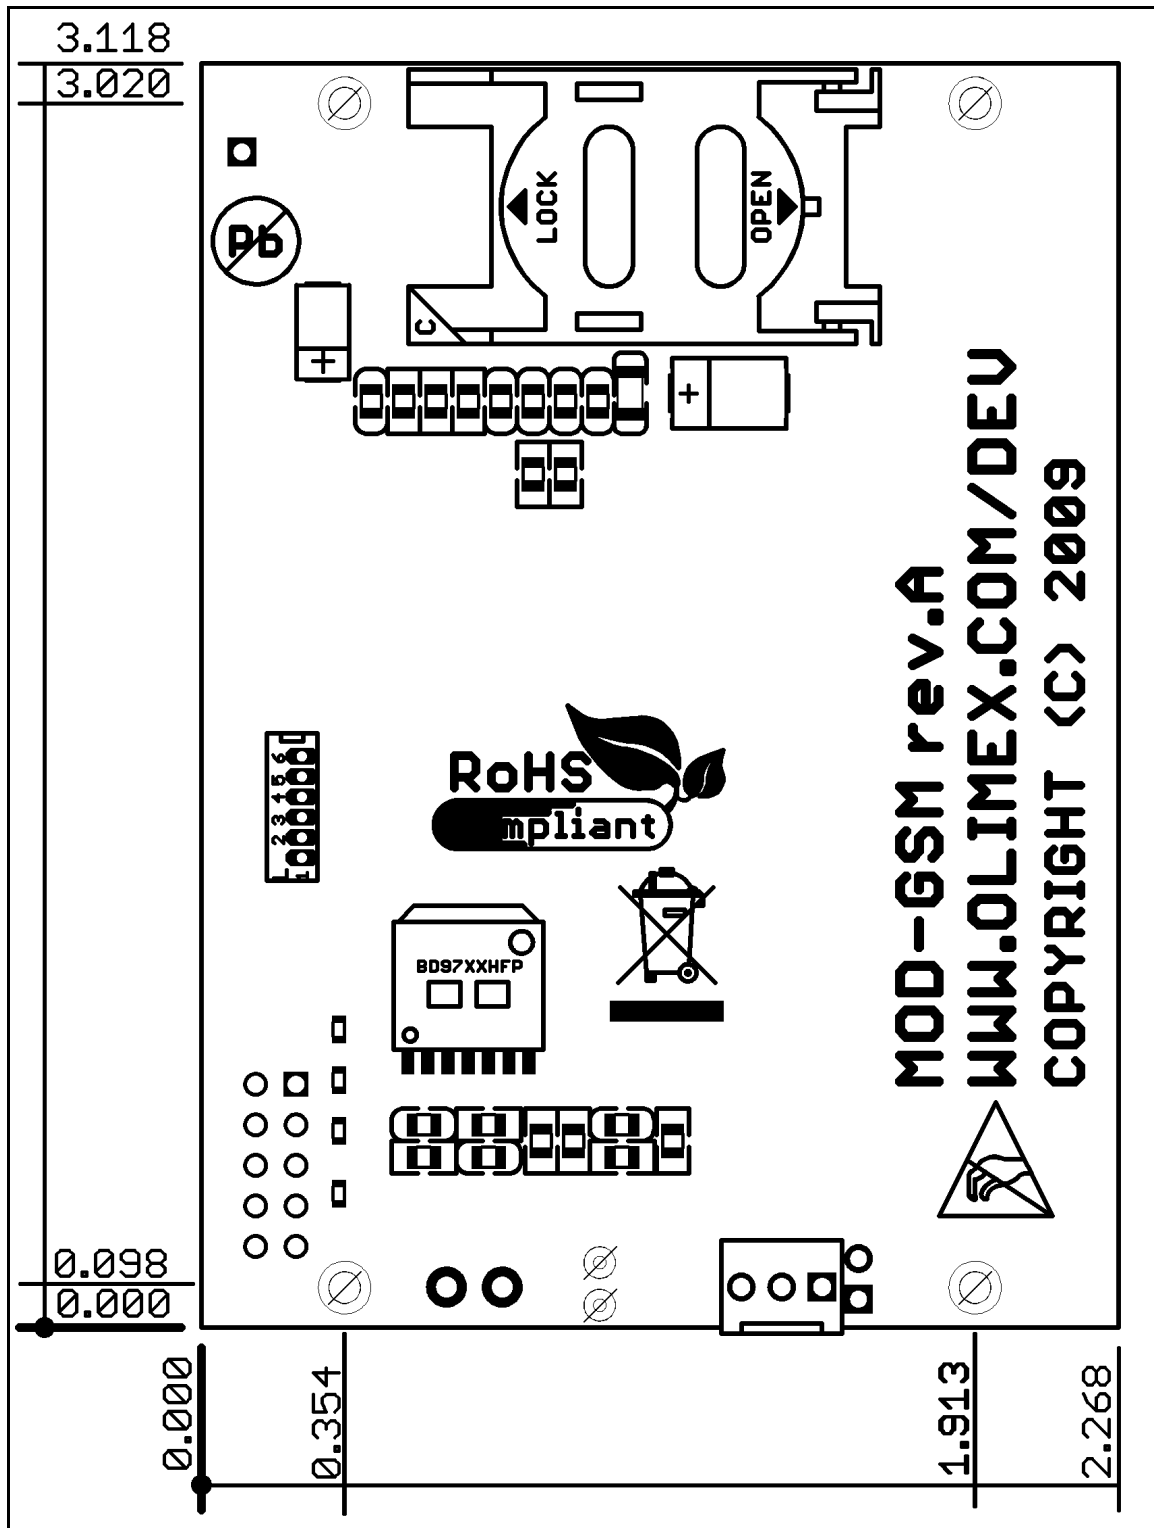 3.118
3.020
Pb
LOCK
OPEN
C
+
+
MOD-GSM rev.A
WWW.OLIMEX.COM/DEV
COPYRIGHT (C) 2009
6
5
4
3
2
1
RoHS
mpliant
BD97XXHFP
0.098
0.000
0.000
0.354
1.913
2.268